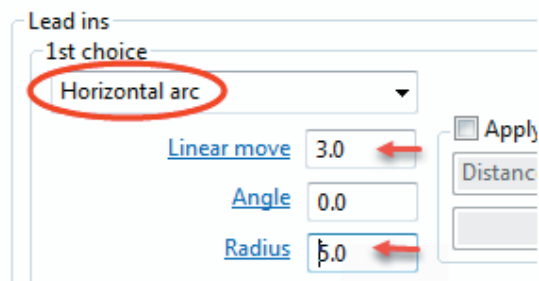 Lead ins
1st choice
Horizontal arc
Linear move 3.0
Apply
Angle 0.0
Distanc
Radius 5.0